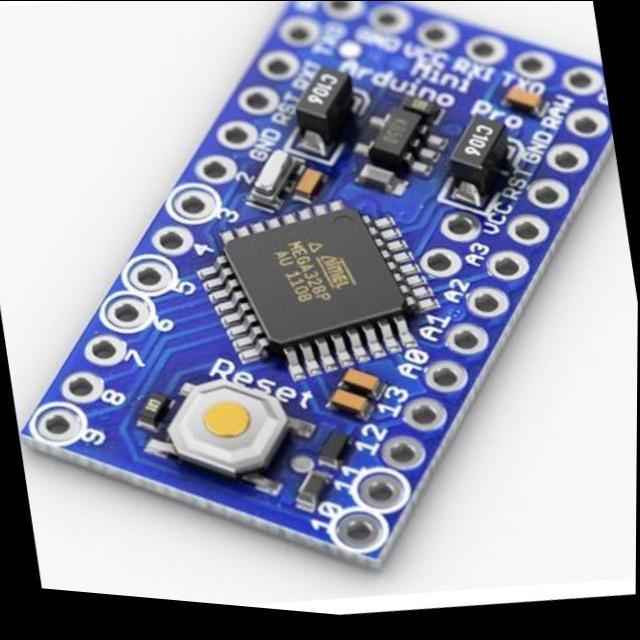 GND VCC RXI TXO
Mini
Arduino
Pro
TXO
RXI
RST
GND
2
3
4
5
6
7
8
9
RAW
GND
RST
VCC
A3
A2
A1
A0
13
12
11
10
C106
C106
ATMEL
MEGA328P
AU 1108
Reset